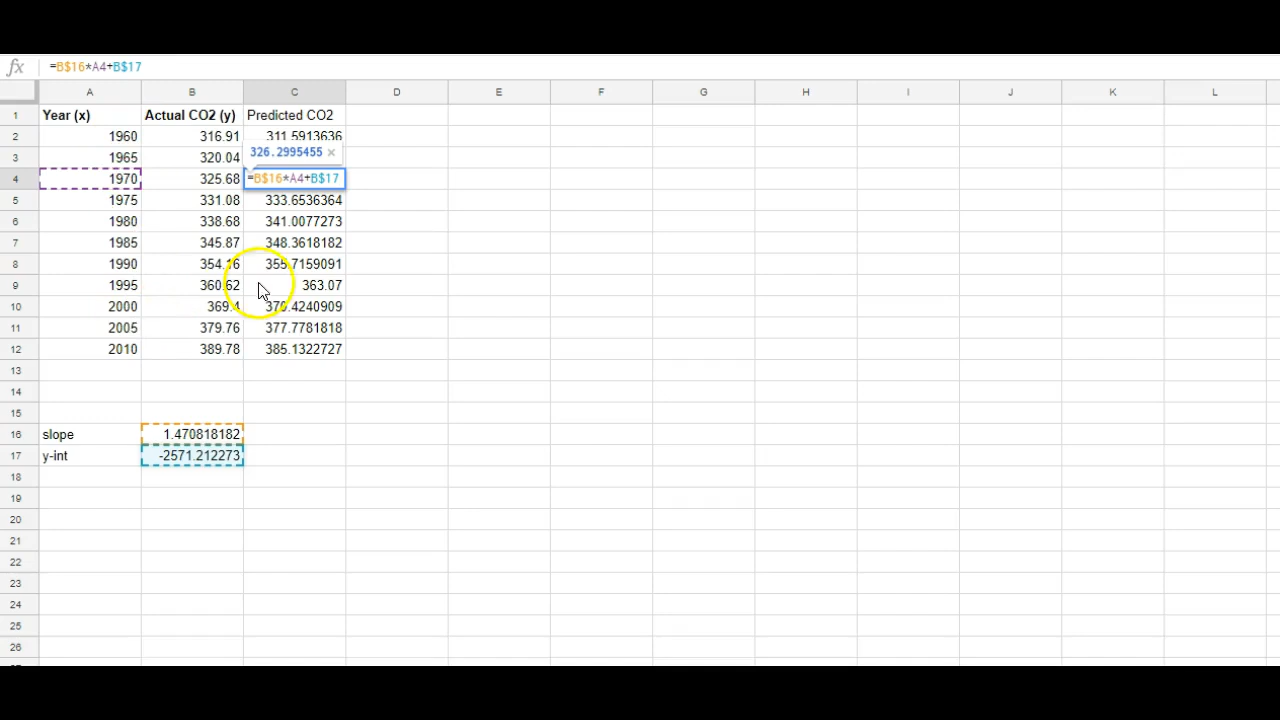 fx =B$16*A4+B$17
A B C D E F G H I J K L
1 Year (x) Actual CO2 (y) Predicted CO2
2 1960 316.91 311.5913636
326.2995455 ×
3 1965 320.04
4 1970 325.68 =B$16*A4+B$17
5 1975 331.08 333.6536364
6 1980 338.68 341.0077273
7 1985 345.87 348.3618182
8 1990 354.16 355.7159091
9 1995 360.62 363.07
10 2000 369.4 370.4240909
11 2005 379.76 377.7781818
12 2010 389.78 385.1322727
13
14
15
16 slope 1.470818182
17 y-int -2571.212273
18
19
20
21
22
23
24
25
26